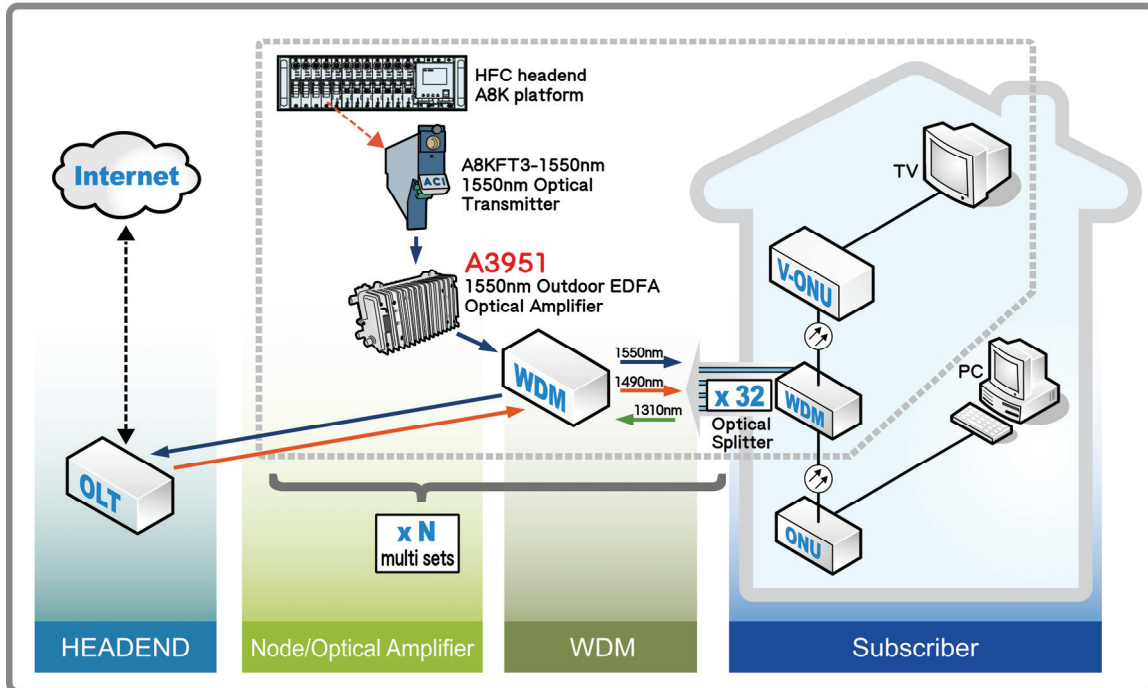 HFC headend
A8K platform
A8KFT3-1550nm
1550nm Optical
Transmitter
ACI
Internet
A3951
1550nm Outdoor EDFA
Optical Amplifier
TV
V-ONU
PC
WDM
1550nm
1490nm
1310nm
x 32
Optical
Splitter
WDM
OLT
ONU
x N
multi sets
HEADEND
Node/Optical Amplifier
WDM
Subscriber